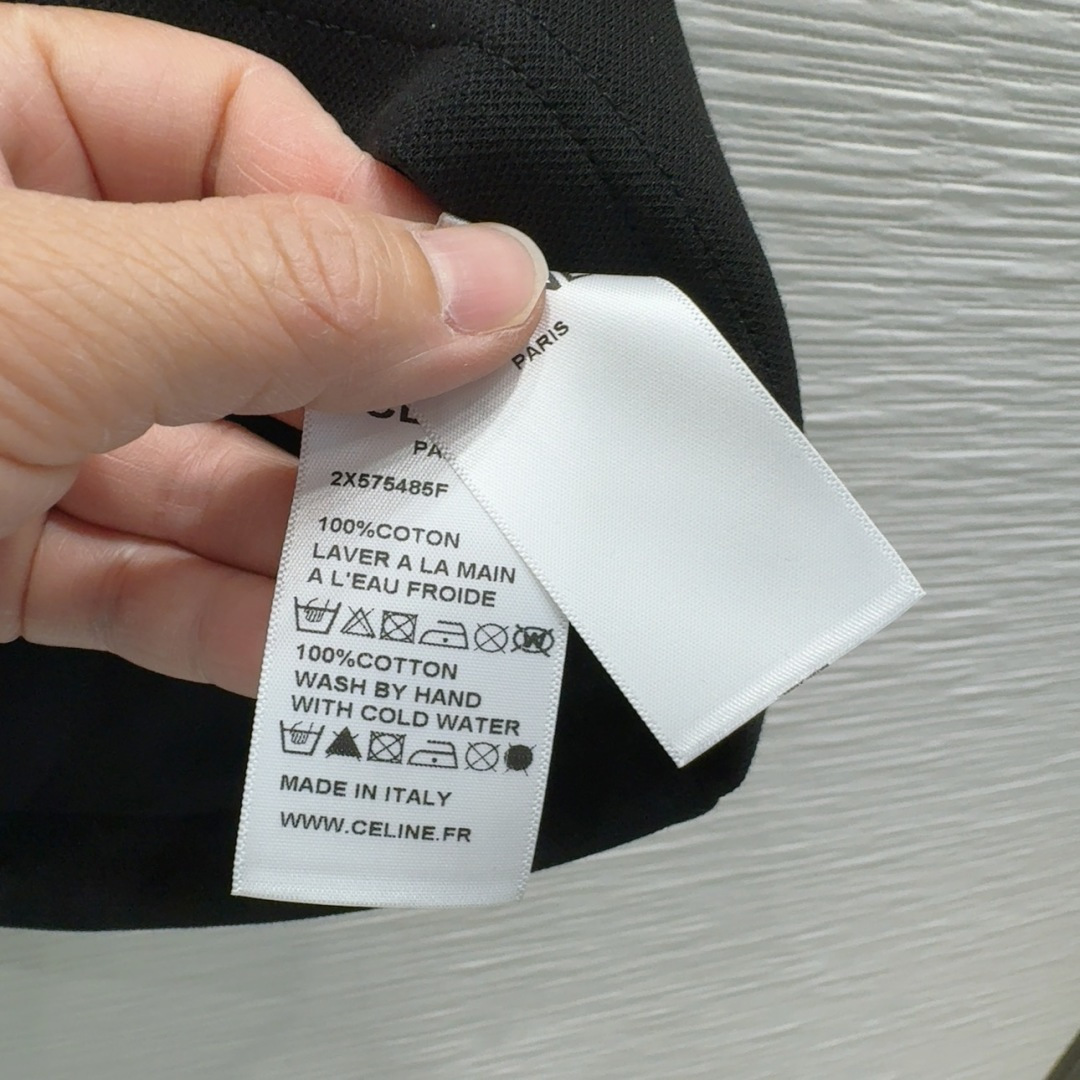 PARIS
2X575485F
100%COTON
LAVER A LA MAIN
A L'EAU FROIDE
100%COTTON
WASH BY HAND
WITH COLD WATER
MADE IN ITALY
WWW.CELINE.FR